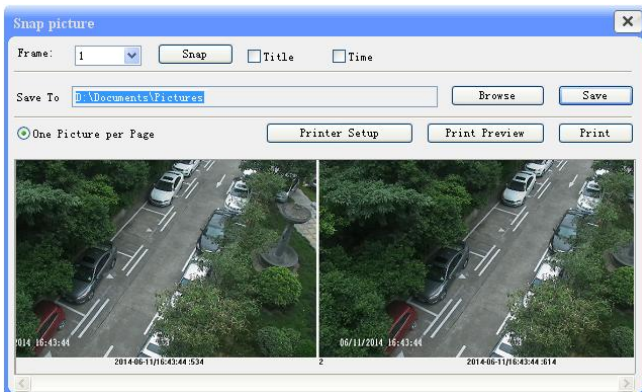 Snap picture
Frame: 1 Snap Title Time
Save To D:\Documents\Pictures Browse Save
One Picture per Page Printer Setup Print Preview Print
2014 16:43:44 06/11/2014 16:43:44
2014-06-11/16:43:44 :534 2 2014-06-11/16:43:44 :614